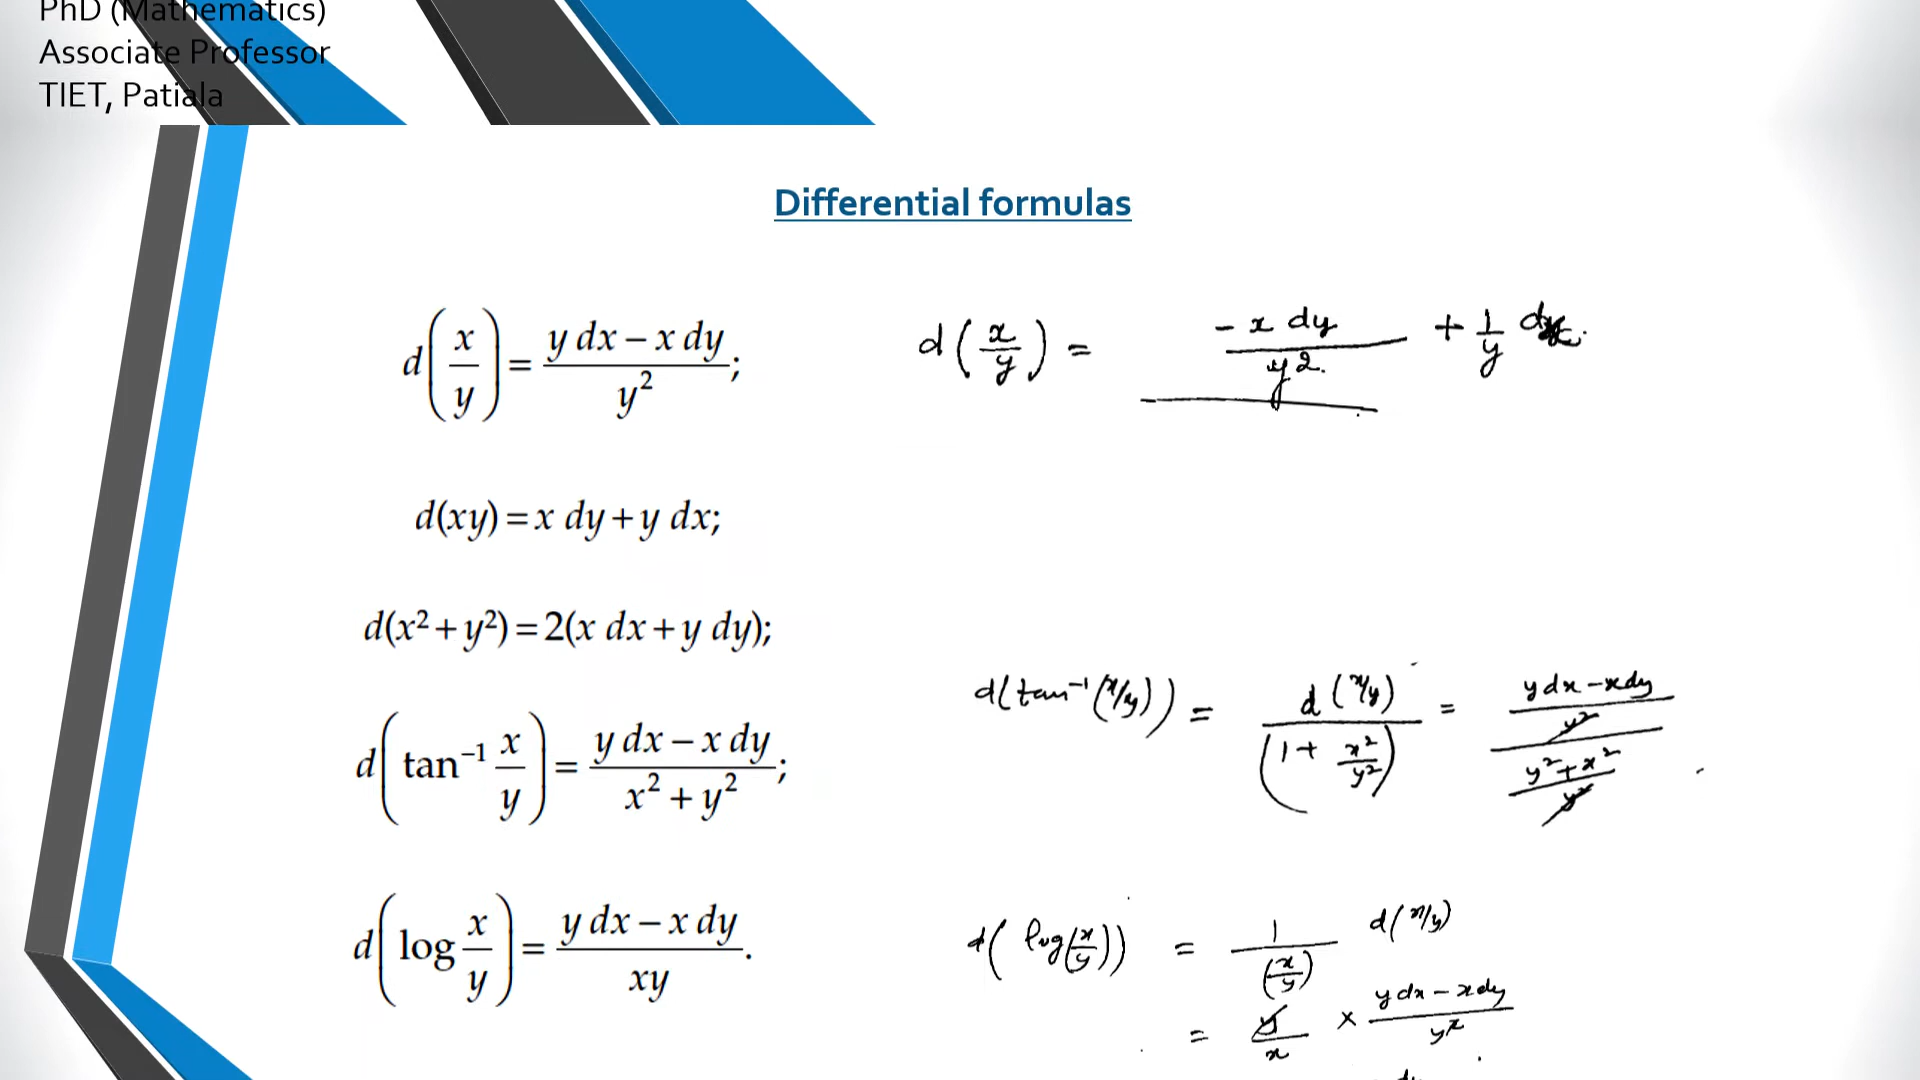 PhD (Mathematics)
Associate Professor
TIET, Patiala
Differential formulas
d(x/y) = (y dx – x dy)/y²;
d(x/y) = (- x dy)/y² + 1/y dx.
d(xy) = x dy + y dx;
d(x² + y²) = 2(x dx + y dy);
d(tan⁻¹ x/y) = (y dx – x dy)/(x² + y²);
d(tan⁻¹(x/y)) = d(x/y)/(1 + x²/y²) = ((y dx - x dy)/y²)/((y² + x²)/y²)
d(log x/y) = (y dx – x dy)/xy.
d(log(x/y)) = 1/(x/y) d(x/y)
= y/x × (y dx - x dy)/y²